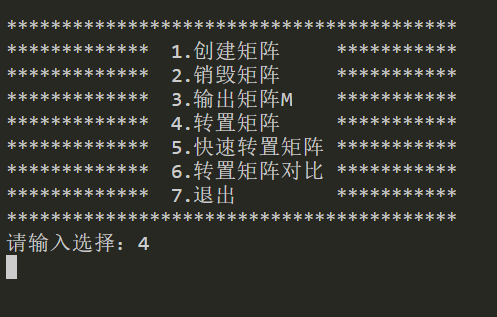 *****************************************
************* 1.创建矩阵 ***********
************* 2.销毁矩阵 ***********
************* 3.输出矩阵M ***********
************* 4.转置矩阵 ***********
************* 5.快速转置矩阵 ***********
************* 6.转置矩阵对比 ***********
************* 7.退出 ***********
*****************************************
请输入选择：4